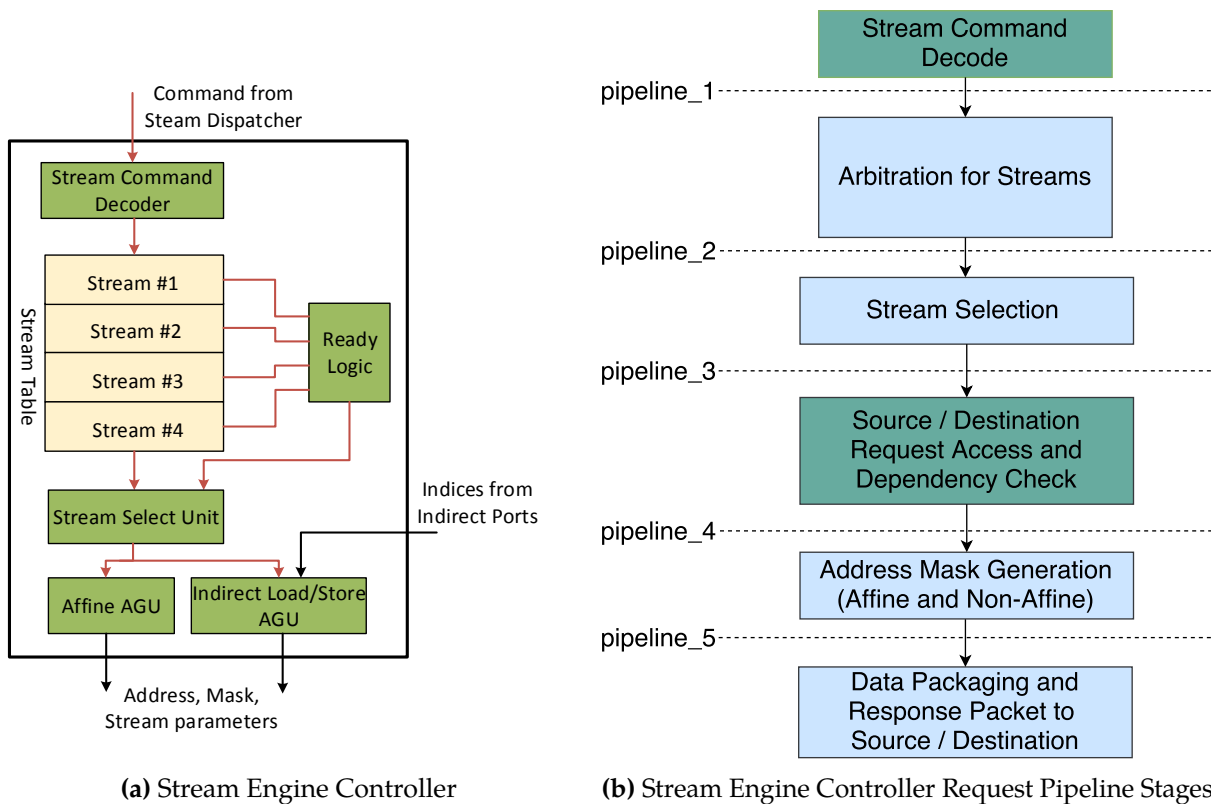 Command from
Steam Dispatcher
Stream Command
Decoder
Stream Table
Stream #1
Stream #2
Stream #3
Stream #4
Ready
Logic
Stream Select Unit
Indices from
Indirect Ports
Affine AGU
Indirect Load/Store
AGU
Address, Mask,
Stream parameters
(a) Stream Engine Controller
Stream Command
Decode
pipeline_1
Arbitration for Streams
pipeline_2
Stream Selection
pipeline_3
Source / Destination
Request Access and
Dependency Check
pipeline_4
Address Mask Generation
(Affine and Non-Affine)
pipeline_5
Data Packaging and
Response Packet to
Source / Destination
(b) Stream Engine Controller Request Pipeline Stages